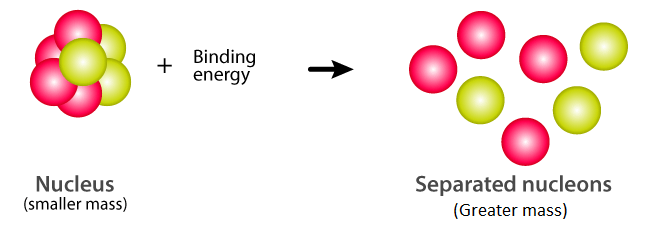 + Binding
energy
Nucleus
(smaller mass)
Separated nucleons
(Greater mass)